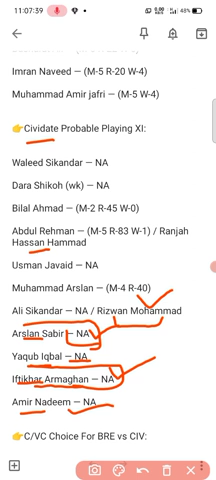 11:07:39
48%
Imran Naveed – (M-5 R-20 W-4)
Muhammad Amir jafri – (M-5 W-4)
👉Cividate Probable Playing XI:
Waleed Sikandar – NA
Dara Shikoh (wk) – NA
Bilal Ahmad – (M-2 R-45 W-0)
Abdul Rehman – (M-5 R-83 W-1) / Ranjah
Hassan Hammad
Usman Javaid – NA
Muhammad Arslan – (M-4 R-40)
Ali Sikandar – NA / Rizwan Mohammad
Arslan Sabir – NA
Yaqub Iqbal – NA
Iftikhar Armaghan – NA
Amir Nadeem – NA
👉C/VC Choice For BRE vs CIV: